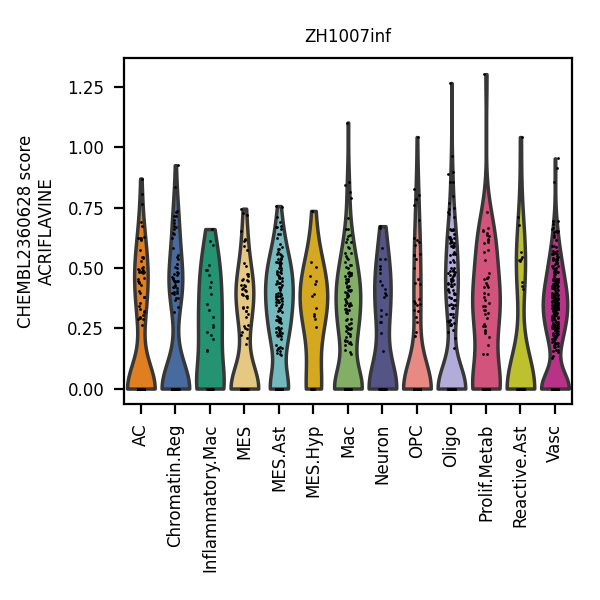 ZH1007inf
CHEMBL2360628 score
ACRIFLAVINE
1.25
1.00
0.75
0.50
0.25
0.00
AC
Chromatin.Reg
Inflammatory.Mac
MES
MES.Ast
MES.Hyp
Mac
Neuron
OPC
Oligo
Prolif.Metab
Reactive.Ast
Vasc